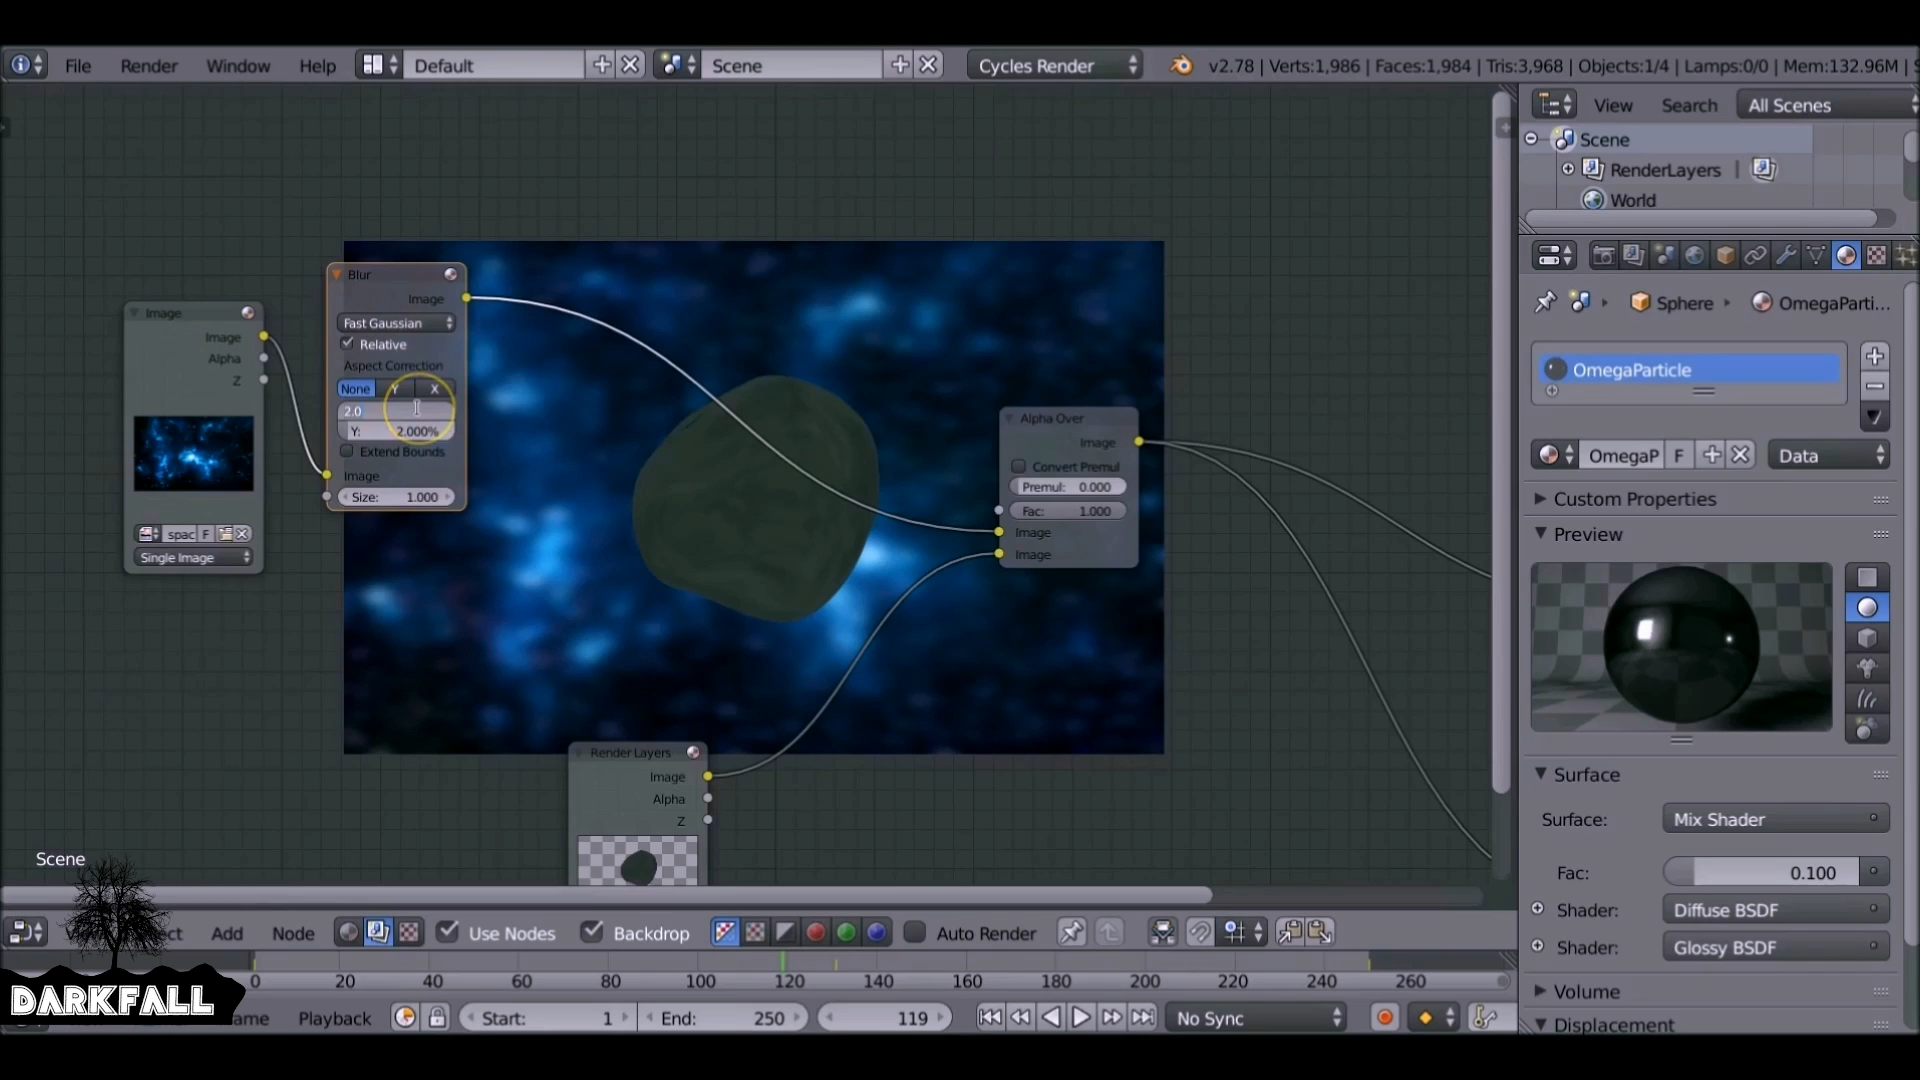 File Render Window Help Default Scene Cycles Render v2.78 | Verts:1,986 | Faces:1,984 | Tris:3,968 | Objects:1/4 | Lamps:0/0 | Mem:132.96M |
View Search All Scenes
Scene
RenderLayers |
World
Sphere OmegaParti...
OmegaParticle
OmegaP F Data
Custom Properties
Preview
Surface
Surface: Mix Shader
Fac: 0.100
Shader: Diffuse BSDF
Shader: Glossy BSDF
Volume
Displacement
Image
Image
Alpha
Z
spac F
Single Image
Blur
Image
Fast Gaussian
Relative
Aspect Correction
None Y X
2.0
Y: 2.000%
Extend Bounds
Image
Size: 1.000
Alpha Over
Image
Convert Premul
Premul: 0.000
Fac: 1.000
Image
Image
Render Layers
Image
Alpha
Z
Scene
Add Node Use Nodes Backdrop Auto Render
0 20 40 60 80 100 120 140 160 180 200 220 240 260
DARKFALL
Playback Start: 1 End: 250 119 No Sync